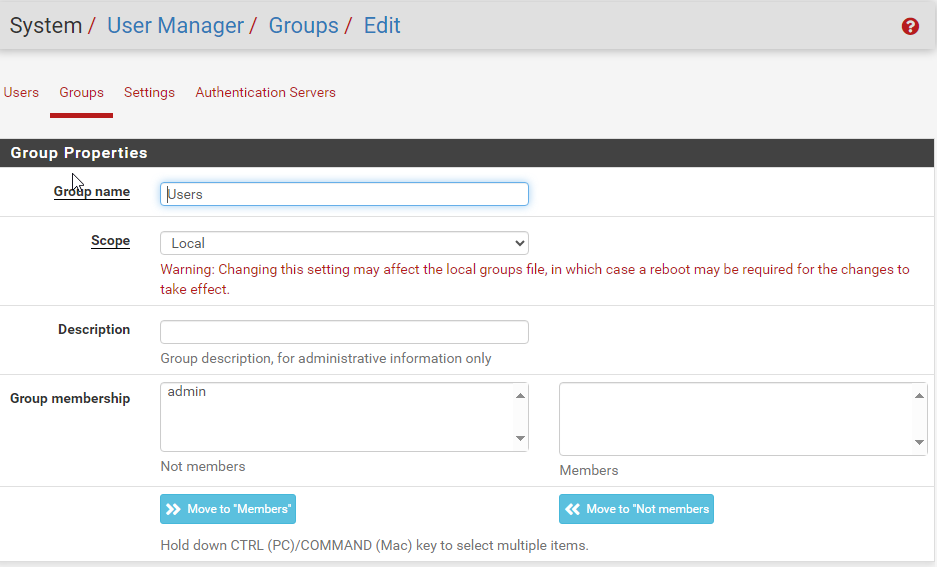 System / User Manager / Groups / Edit
Users Groups Settings Authentication Servers
Group Properties
Group name
Users
Scope
Local
Warning: Changing this setting may affect the local groups file, in which case a reboot may be required for the changes to
take effect.
Description
Group description, for administrative information only
Group membership
admin
Not members
Members
Move to "Members"
Move to "Not members
Hold down CTRL (PC)/COMMAND (Mac) key to select multiple items.